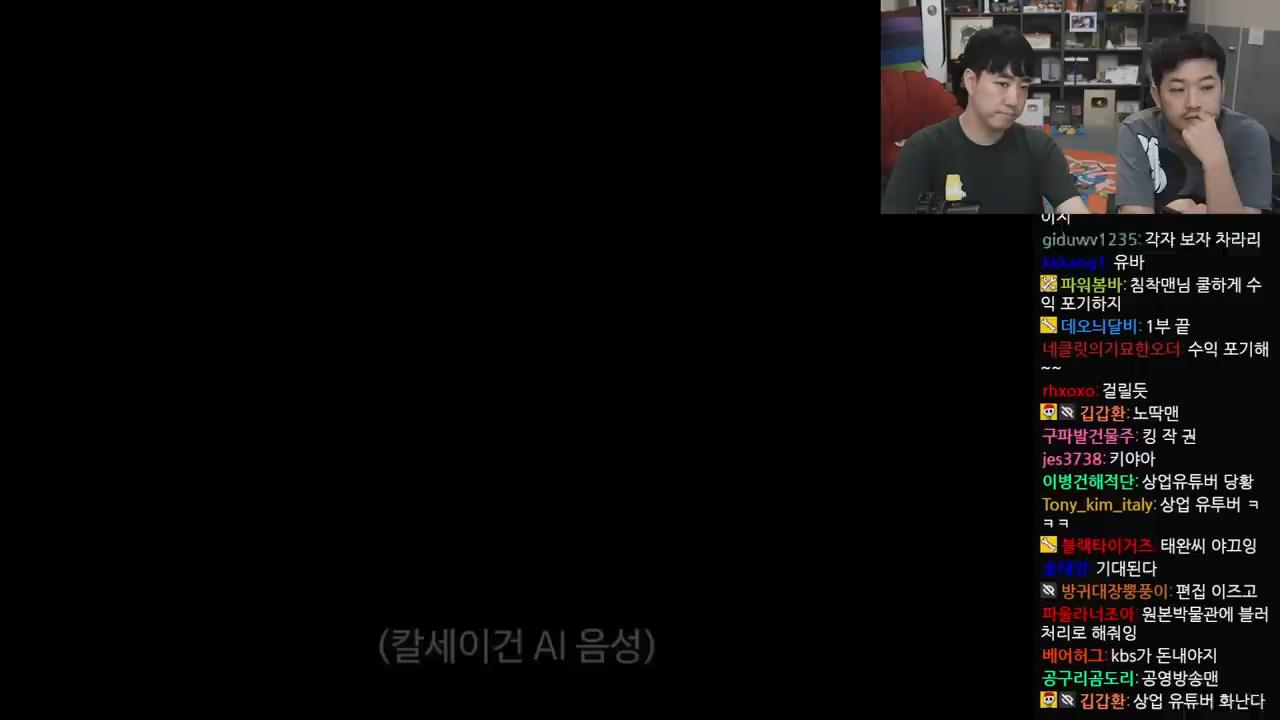 이지
giduwv1235: 각자 보자 차라리
kkkang1: 유바
파워봄바: 침착맨님 쿨하게 수
익 포기하지
데오늬달비: 1부 끝
네클릿의기묘한오더: 수익 포기해
~~
rhxoxo: 걸릴듯
김갑환: 노딱맨
구파발건물주: 킹 작 권
jes3738: 키야아
이병건해적단: 상업유튜버 당황
Tony_kim_italy: 상업 유투버 ㅋ
ㅋㅋ
블랙타이거즈: 태완씨 야끄잉
金태양: 기대된다
방귀대장뿡풍이: 편집 이즈고
파울라너조아: 원본박물관에 블러
처리로 해줘잉
베어허그: kbs가 돈내야지
공구리곰도리: 공영방송맨
김갑환: 상업 유튜버 화난다
(칼세이건 AI 음성)